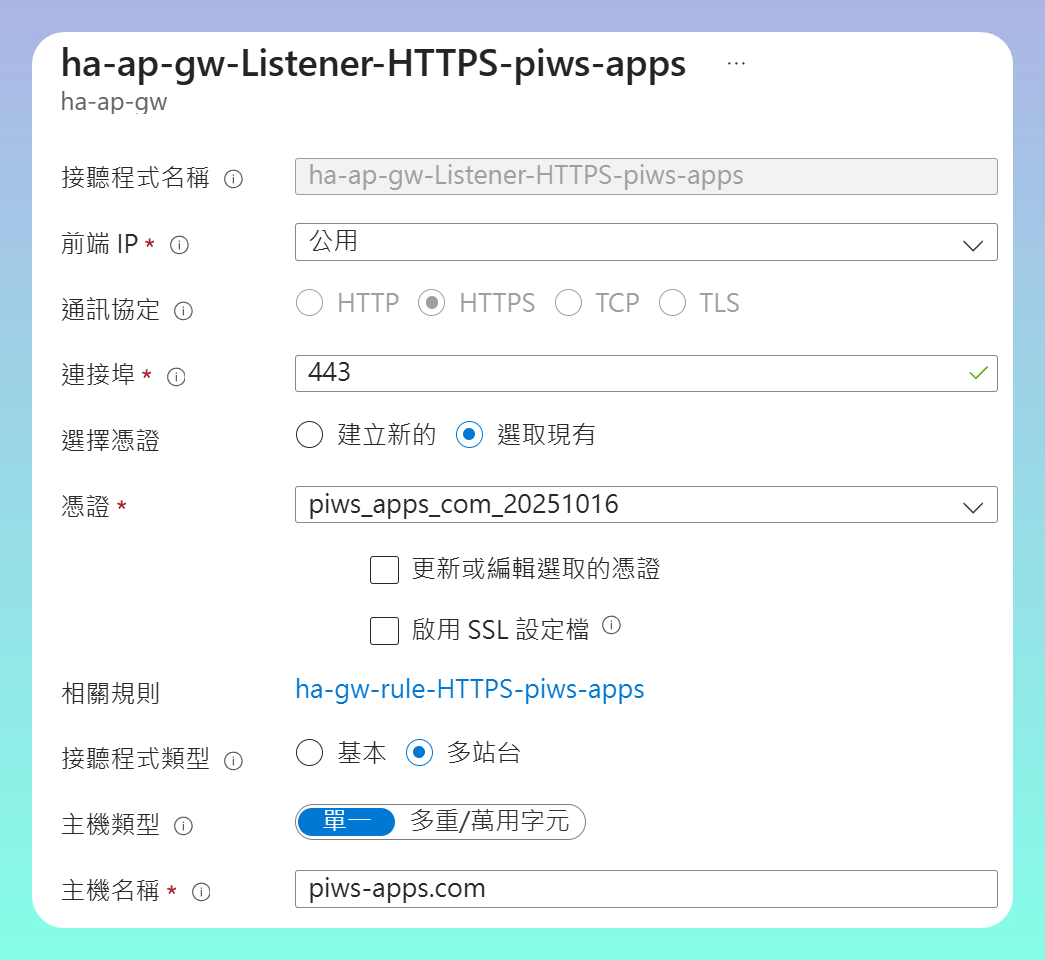 ha-ap-gw-Listener-HTTPS-piws-apps ...
ha-ap-gw
接聽程式名稱 ha-ap-gw-Listener-HTTPS-piws-apps
前端 IP * 公用
通訊協定 HTTP HTTPS TCP TLS
連接埠 * 443
選擇憑證 建立新的 選取現有
憑證 * piws_apps_com_20251016
更新或編輯選取的憑證
啟用 SSL 設定檔
相關規則 ha-gw-rule-HTTPS-piws-apps
接聽程式類型 基本 多站台
主機類型 單一 多重/萬用字元
主機名稱 * piws-apps.com